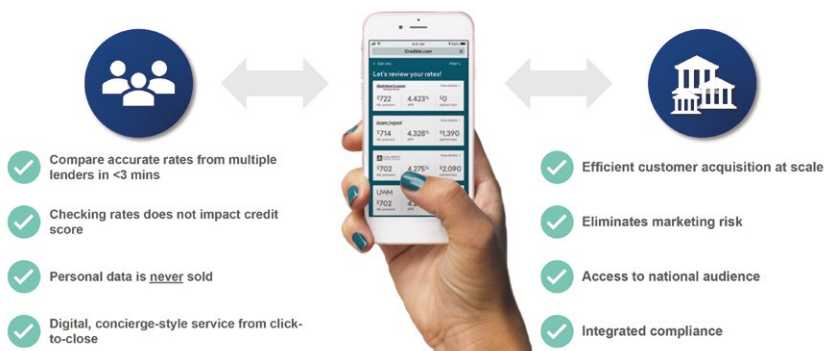 Compare accurate rates from multiple
lenders in <3 mins
Checking rates does not impact credit
score
Personal data is never sold
Digital, concierge-style service from click-
to-close
Credible.com
Let's review your rates!
$722
4.423%
$0
$714
4.328%
$1,390
$702
4.275%
$2,090
UWM
$702
Efficient customer acquisition at scale
Eliminates marketing risk
Access to national audience
Integrated compliance